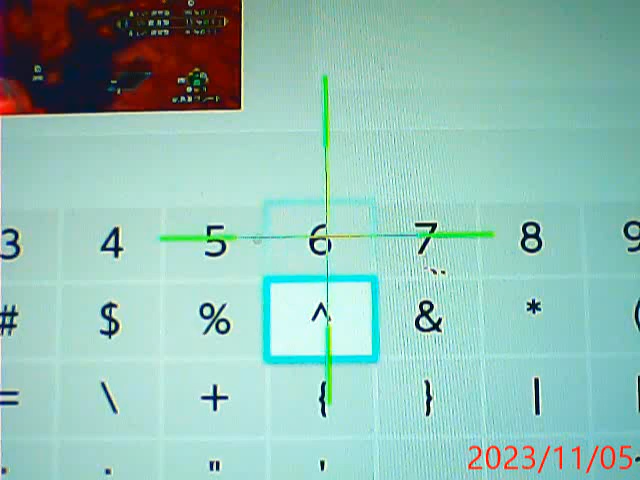 3 4 5 6 7 8 9
# $ % ^ & * (
= \ + { } |
. . " '
2023/11/05